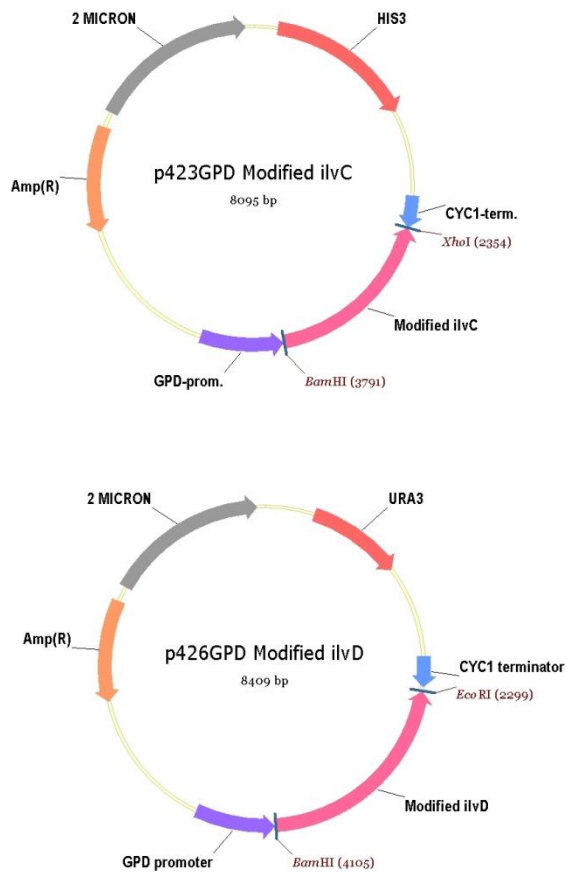 2 MICRON
HIS3
p423GPD Modified ilvC
8095 bp
Amp(R)
CYC1-term.
XhoI (2354)
Modified ilvC
GPD-prom.
BamHI (3791)
2 MICRON
URA3
Amp(R)
p426GPD Modified ilvD
8409 bp
CYC1 terminator
EcoRI (2299)
Modified ilvD
GPD promoter
BamHI (4105)